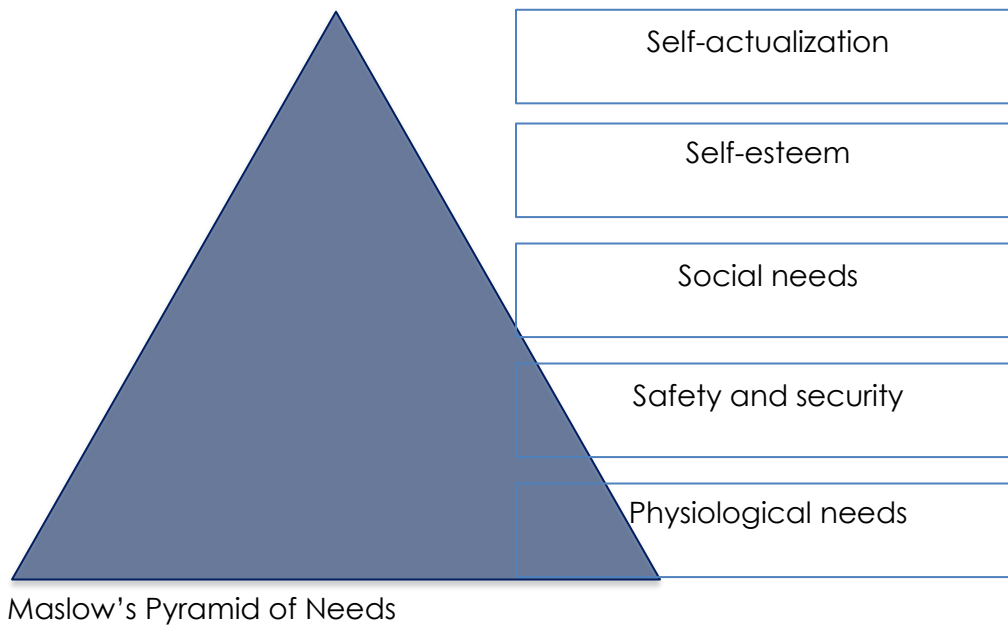 Self-actualization
Self-esteem
Social needs
Safety and security
Physiological needs
Maslow’s Pyramid of Needs